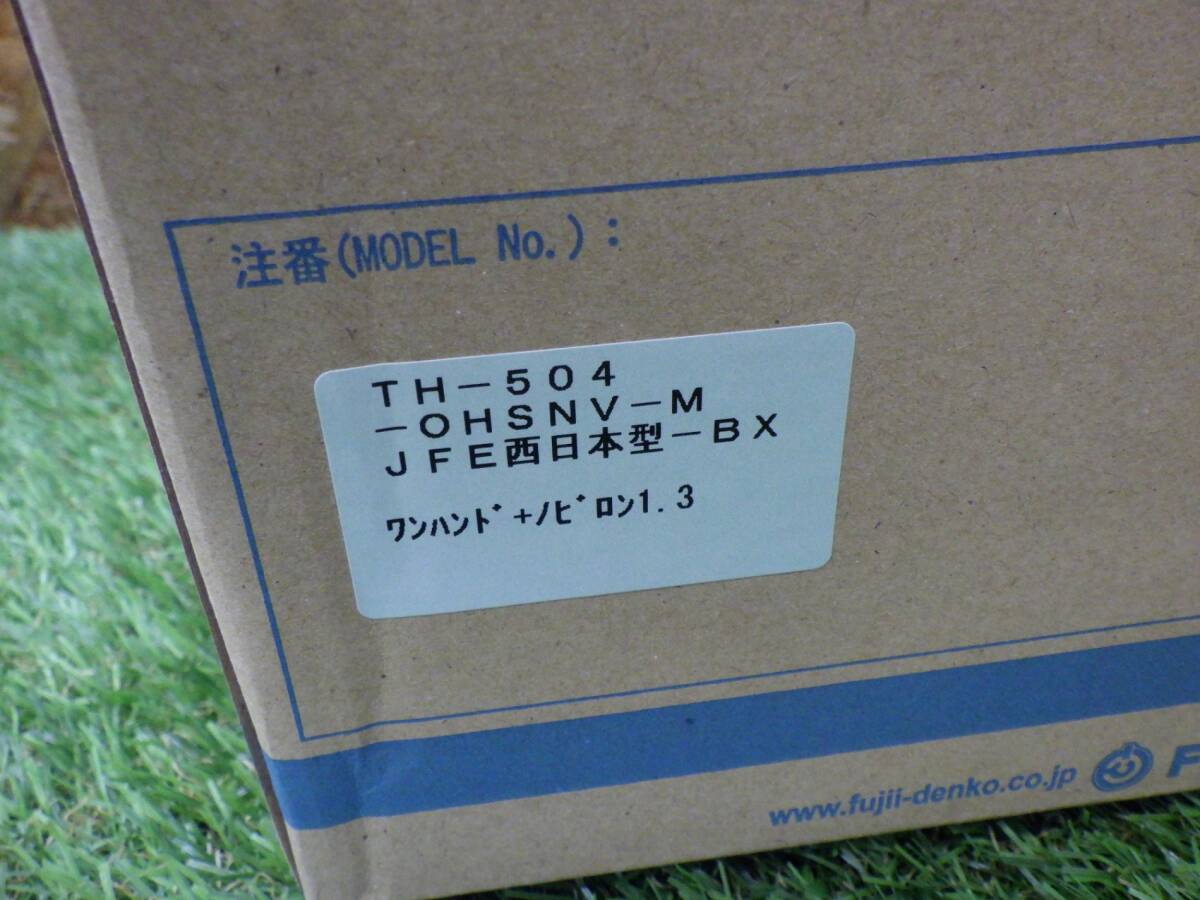 注番(MODEL No.):
TH-504
-OHSNV-M
JFE西日本型-BX
ﾜﾝﾊﾝﾄﾞ+ﾉﾋﾞﾛﾝ1.3
www.fujii-denko.co.jp F